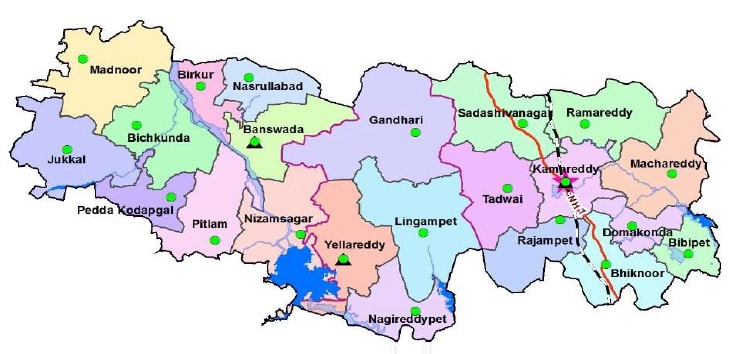 Madnoor
Birkur
Nasrullabad
Bichkunda
Banswada
Gandhari
Sadashivanagar
Ramareddy
Jukkal
Kamareddy
Machareddy
Pedda Kodapgal
Pitlam
Nizamsagar
Lingampet
Tadwai
NH-7
Yellareddy
Rajampet
Domakonda
Bibipet
Bhiknoor
Nagireddypet